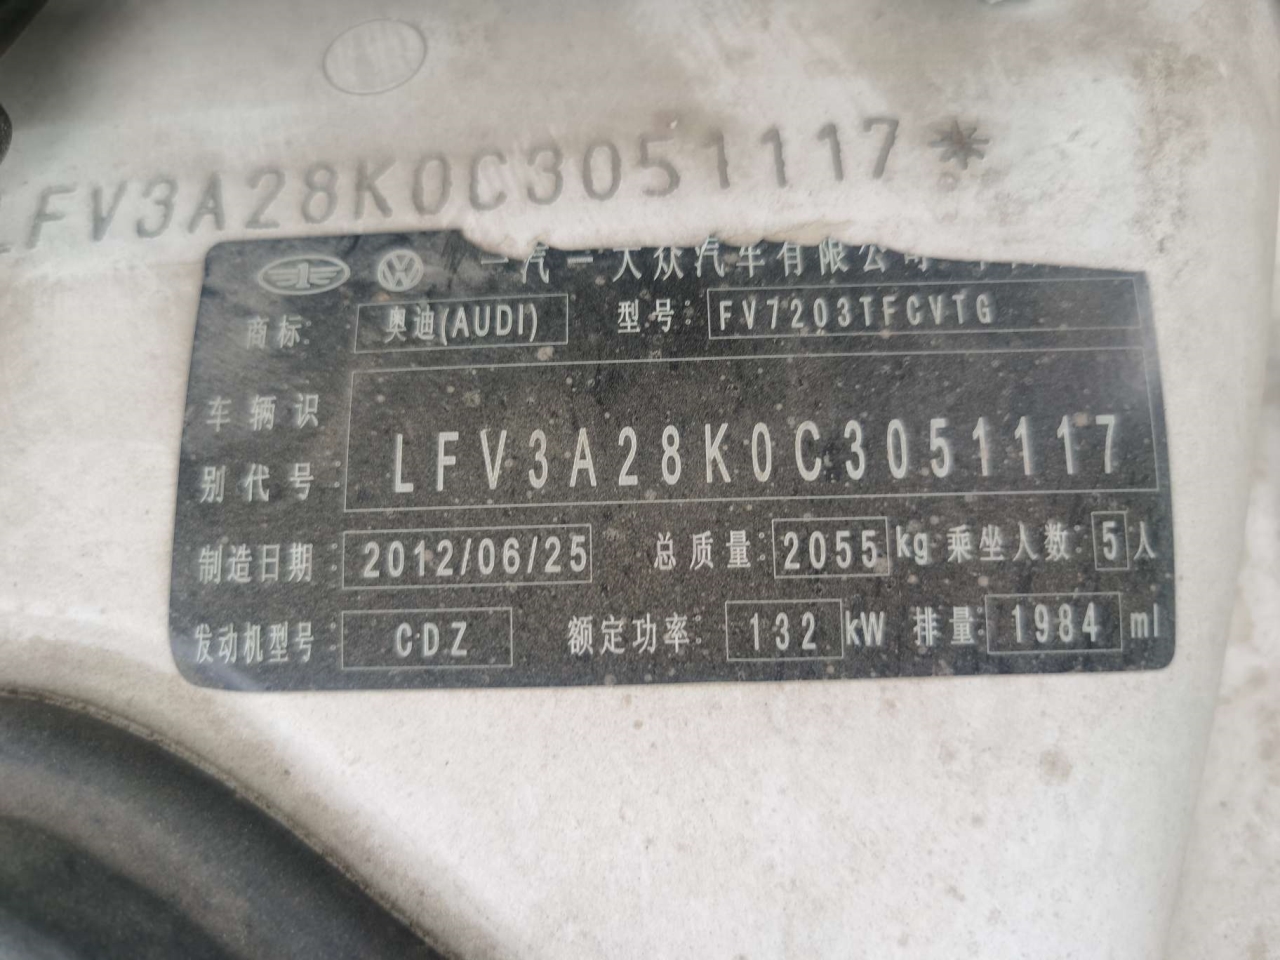 LFV3A28K0C3051117*
一汽一大众汽车有限公司
商标: 奥迪(AUDI) 型号: FV7203TFCVTG
车辆识别代号: LFV3A28K0C3051117
制造日期: 2012/06/25 总质量: 2055 kg 乘坐人数: 5 人
发动机型号: CDZ 额定功率: 132 kW 排量: 1984 ml